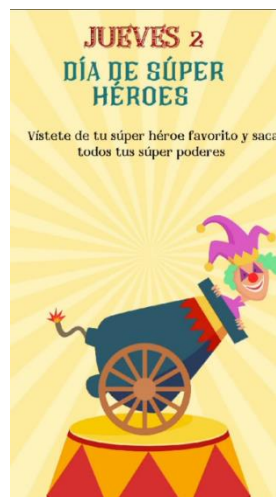 JUEVES 2
DÍA DE SÚPER
HÉROES
Vístete de tu súper héroe favorito y saca
todos tus súper poderes